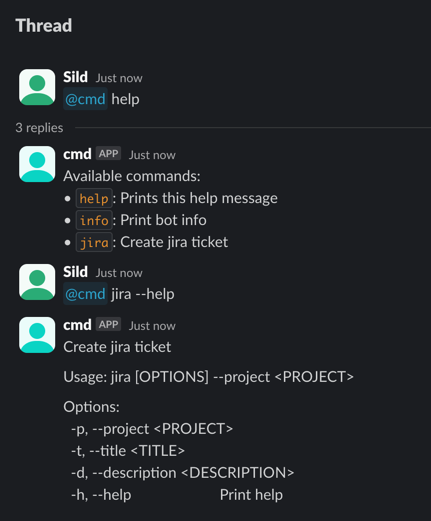 Thread
Sild Just now
@cmd help
3 replies
cmd APP Just now
Available commands:
• help: Prints this help message
• info: Print bot info
• jira: Create jira ticket
Sild Just now
@cmd jira --help
cmd APP Just now
Create jira ticket
Usage: jira [OPTIONS] --project <PROJECT>
Options:
-p, --project <PROJECT>
-t, --title <TITLE>
-d, --description <DESCRIPTION>
-h, --help Print help